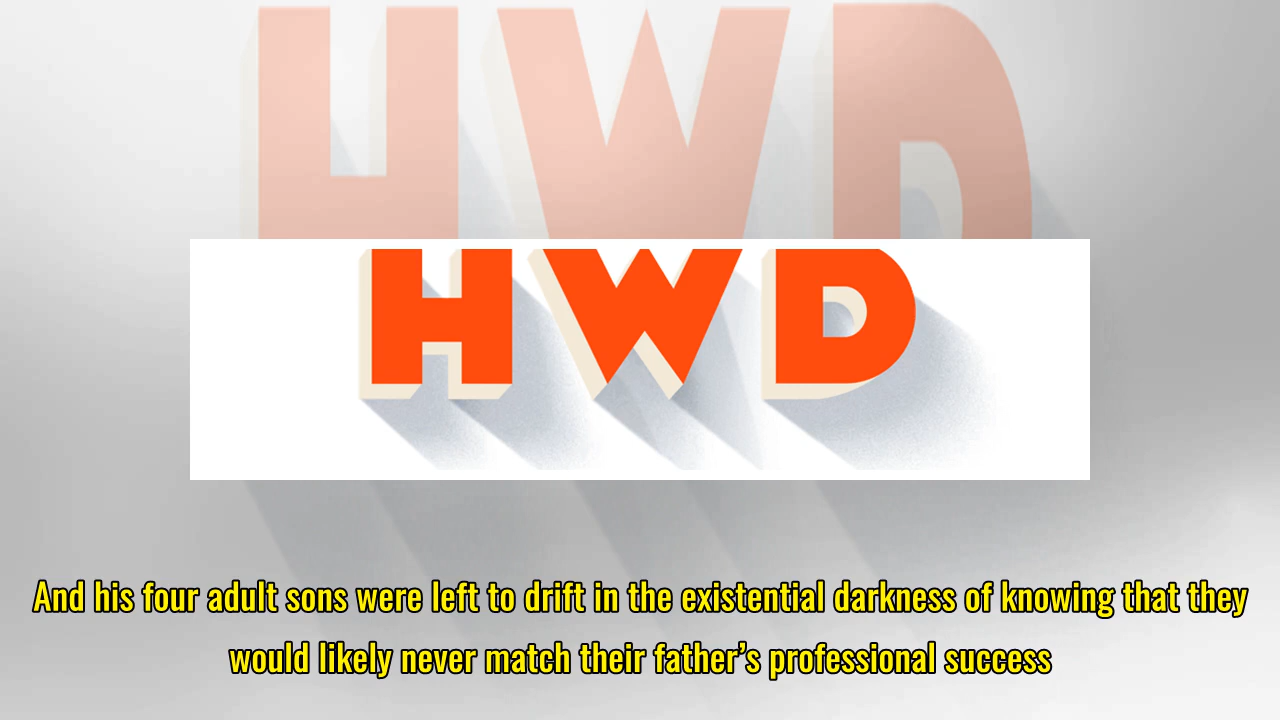 HWD
HWD
And his four adult sons were left to drift in the existential darkness of knowing that they
would likely never match their father’s professional success